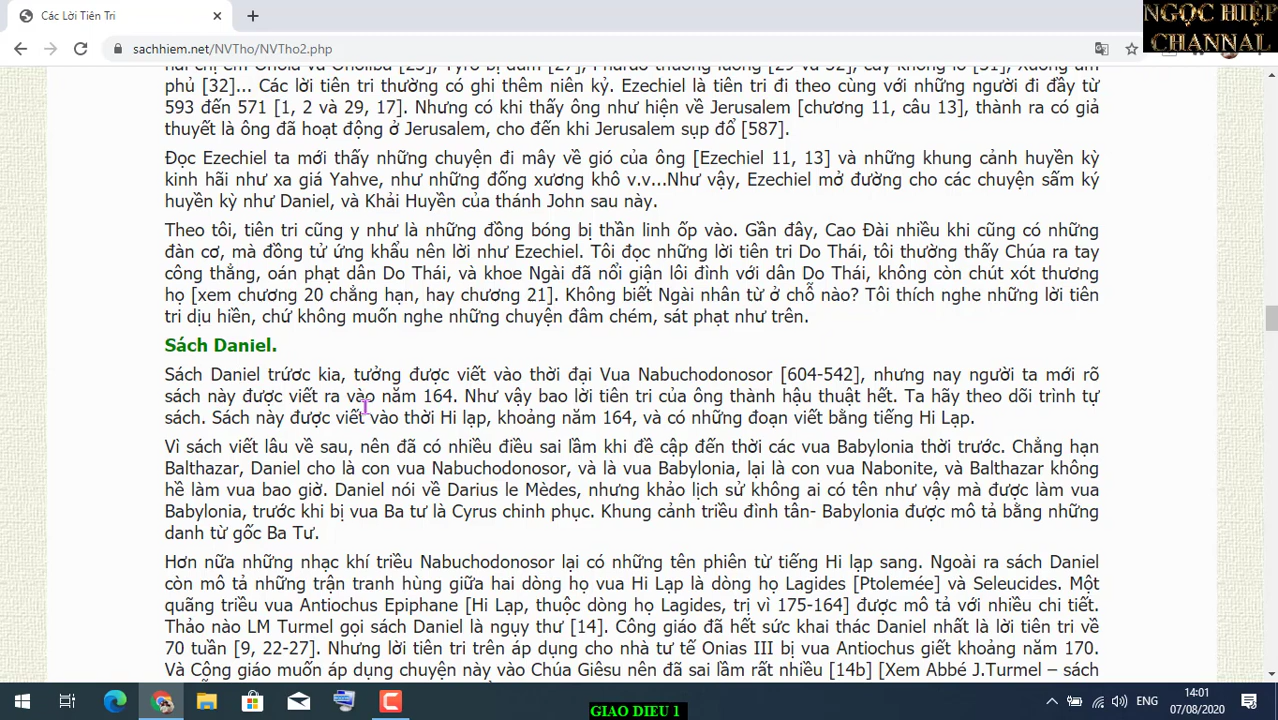 Các Lời Tiên Tri
NGỌC HIỆP
CHANNAL
sachhiem.net/NVTho/NVTho2.php
phủ [32]... Các lời tiên tri thường có ghi thêm niên kỷ. Ezechiel là tiên tri đi theo cùng với những người đi đầy từ
593 đến 571 [1, 2 và 29, 17]. Nhưng có khi thấy ông như hiện về Jerusalem [chương 11, câu 13], thành ra có giả
thuyết là ông đã hoạt động ở Jerusalem, cho đến khi Jerusalem sụp đổ [587].
Đọc Ezechiel ta mới thấy những chuyện đi mây về gió của ông [Ezechiel 11, 13] và những khung cảnh huyền kỳ
kinh hãi như xa giá Yahve, như những đống xương khô v.v...Như vậy, Ezechiel mở đường cho các chuyện sấm ký
huyền kỳ như Daniel, và Khải Huyền của thánh John sau này.
Theo tôi, tiên tri cũng y như là những đồng bóng bị thần linh ốp vào. Gần đây, Cao Đài nhiều khi cũng có những
đàn cơ, mà đồng tử ứng khẩu nên lời như Ezechiel. Tôi đọc những lời tiên tri Do Thái, tôi thường thấy Chúa ra tay
công thẳng, oán phạt dân Do Thái, và khoe Ngài đã nổi giận lôi đình với dân Do Thái, không còn chút xót thương
họ [xem chương 20 chẳng hạn, hay chương 21]. Không biết Ngài nhân từ ở chỗ nào? Tôi thích nghe những lời tiên
tri dịu hiền, chứ không muốn nghe những chuyện đâm chém, sát phạt như trên.
Sách Daniel.
Sách Daniel trứơc kia, tưởng được viết vào thời đại Vua Nabuchodonosor [604-542], nhưng nay người ta mới rõ
sách này được viết ra vào năm 164. Như vậy bao lời tiên tri của ông thành hậu thuật hết. Ta hãy theo dõi trình tự
sách. Sách này được viết vào thời Hi lạp, khoảng năm 164, và có những đoạn viết bằng tiếng Hi Lạp.
Vì sách viết lâu về sau, nên đã có nhiều điều sai lầm khi đề cập đến thời các vua Babylonia thời trước. Chẳng hạn
Balthazar, Daniel cho là con vua Nabuchodonosor, và là vua Babylonia, lại là con vua Nabonite, và Balthazar không
hề làm vua bao giờ. Daniel nói về Darius le Mèdes, nhưng khảo lịch sử không ai có tên như vậy mà được làm vua
Babylonia, trước khi bị vua Ba tư là Cyrus chinh phục. Khung cảnh triều đình tân- Babylonia được mô tả bằng những
danh từ gốc Ba Tư.
Hơn nữa những nhạc khí triều Nabuchodonosor lại có những tên phiên từ tiếng Hi lạp sang. Ngoài ra sách Daniel
còn mô tả những trận tranh hùng giữa hai dòng họ vua Hi Lạp là dòng họ Lagides [Ptolemée] và Seleucides. Một
quãng triều vua Antiochus Epiphane [Hi Lạp, thuộc dòng họ Lagides, trị vì 175-164] được mô tả với nhiều chi tiết.
Thảo nào LM Turmel gọi sách Daniel là ngụy thư [14]. Công giáo đã hết sức khai thác Daniel nhất là lời tiên tri về
70 tuần [9, 22-27]. Nhưng lời tiên tri trên áp dụng cho nhà tư tế Onias III bị vua Antiochus giết khoảng năm 170.
Và Công giáo muốn áp dụng chuyện này vào Chúa Giêsu nên đã sai lầm rất nhiều [14b] [Xem Abbé J.Turmel – sách
ENG
14:01
07/08/2020
GIAO DIEU 1